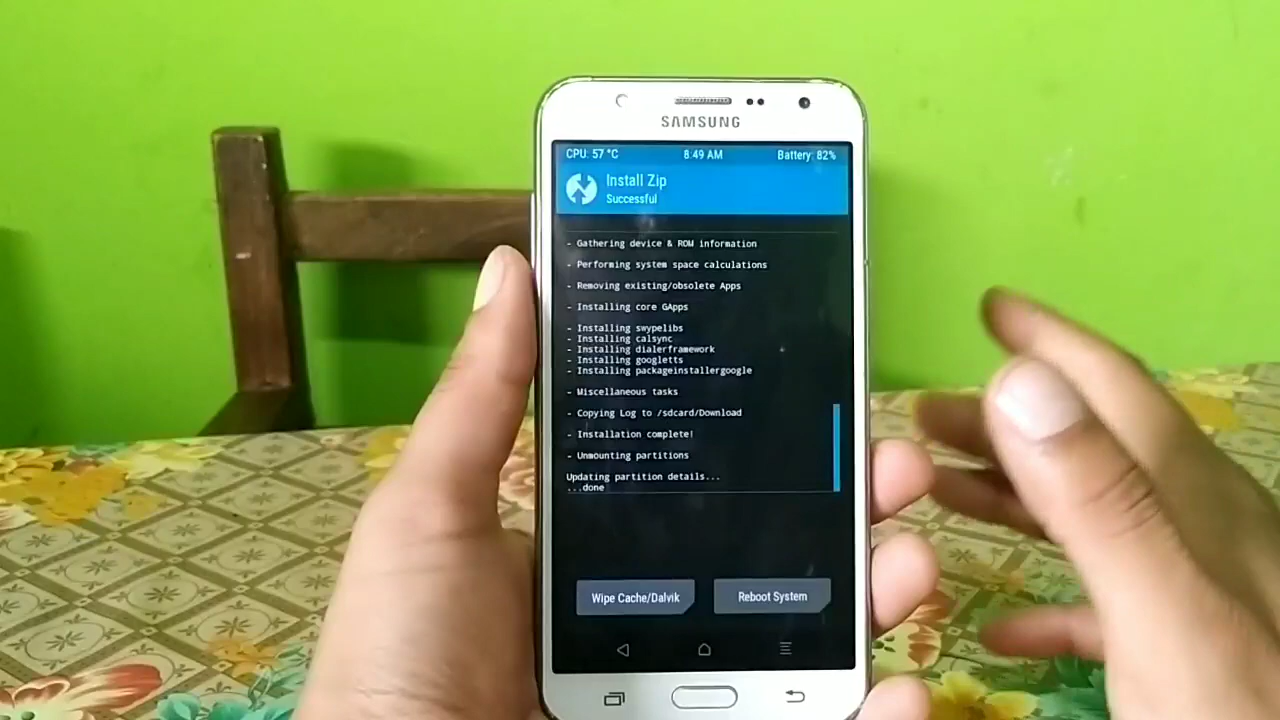 SAMSUNG
CPU: 57 °C 8:49 AM Battery: 82%
Install Zip
Successful
- Gathering device & ROM information
- Performing system space calculations
- Removing existing/obsolete Apps
- Installing core GApps
- Installing swypelibs
- Installing calsync
- Installing dialerframework
- Installing googletts
- Installing packageinstallergoogle
- Miscellaneous tasks
- Copying Log to /sdcard/Download
- Installation complete!
- Unmounting partitions
Updating partition details...
...done
Wipe Cache/Dalvik Reboot System